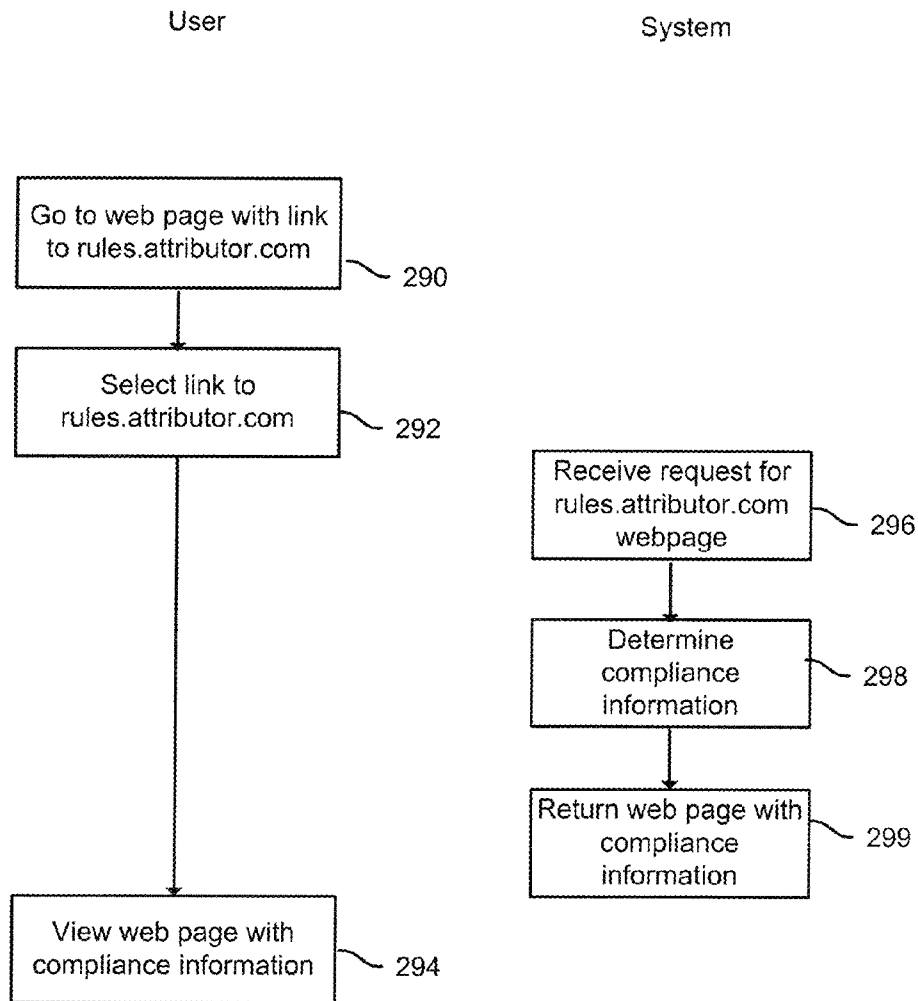 User
System
Go to web page with link
to rules.attributor.com
290
Select link to
rules.attributor.com
292
Receive request for
rules.attributor.com
webpage
296
Determine
compliance
information
298
Return web page with
compliance
information
299
View web page with
compliance information
294